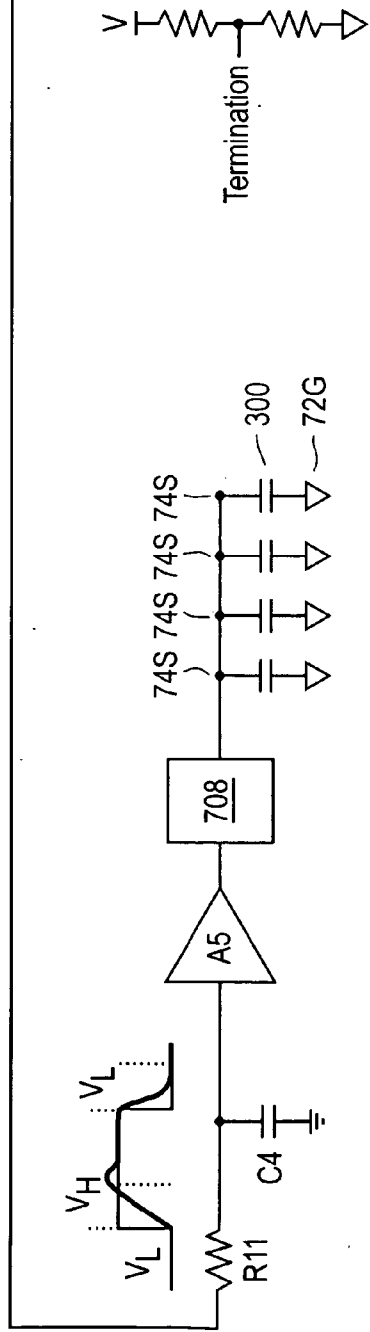 V
Termination
74S 74S 74S 74S
300
72G
708
A5
V_L V_H V_L
C4
R11